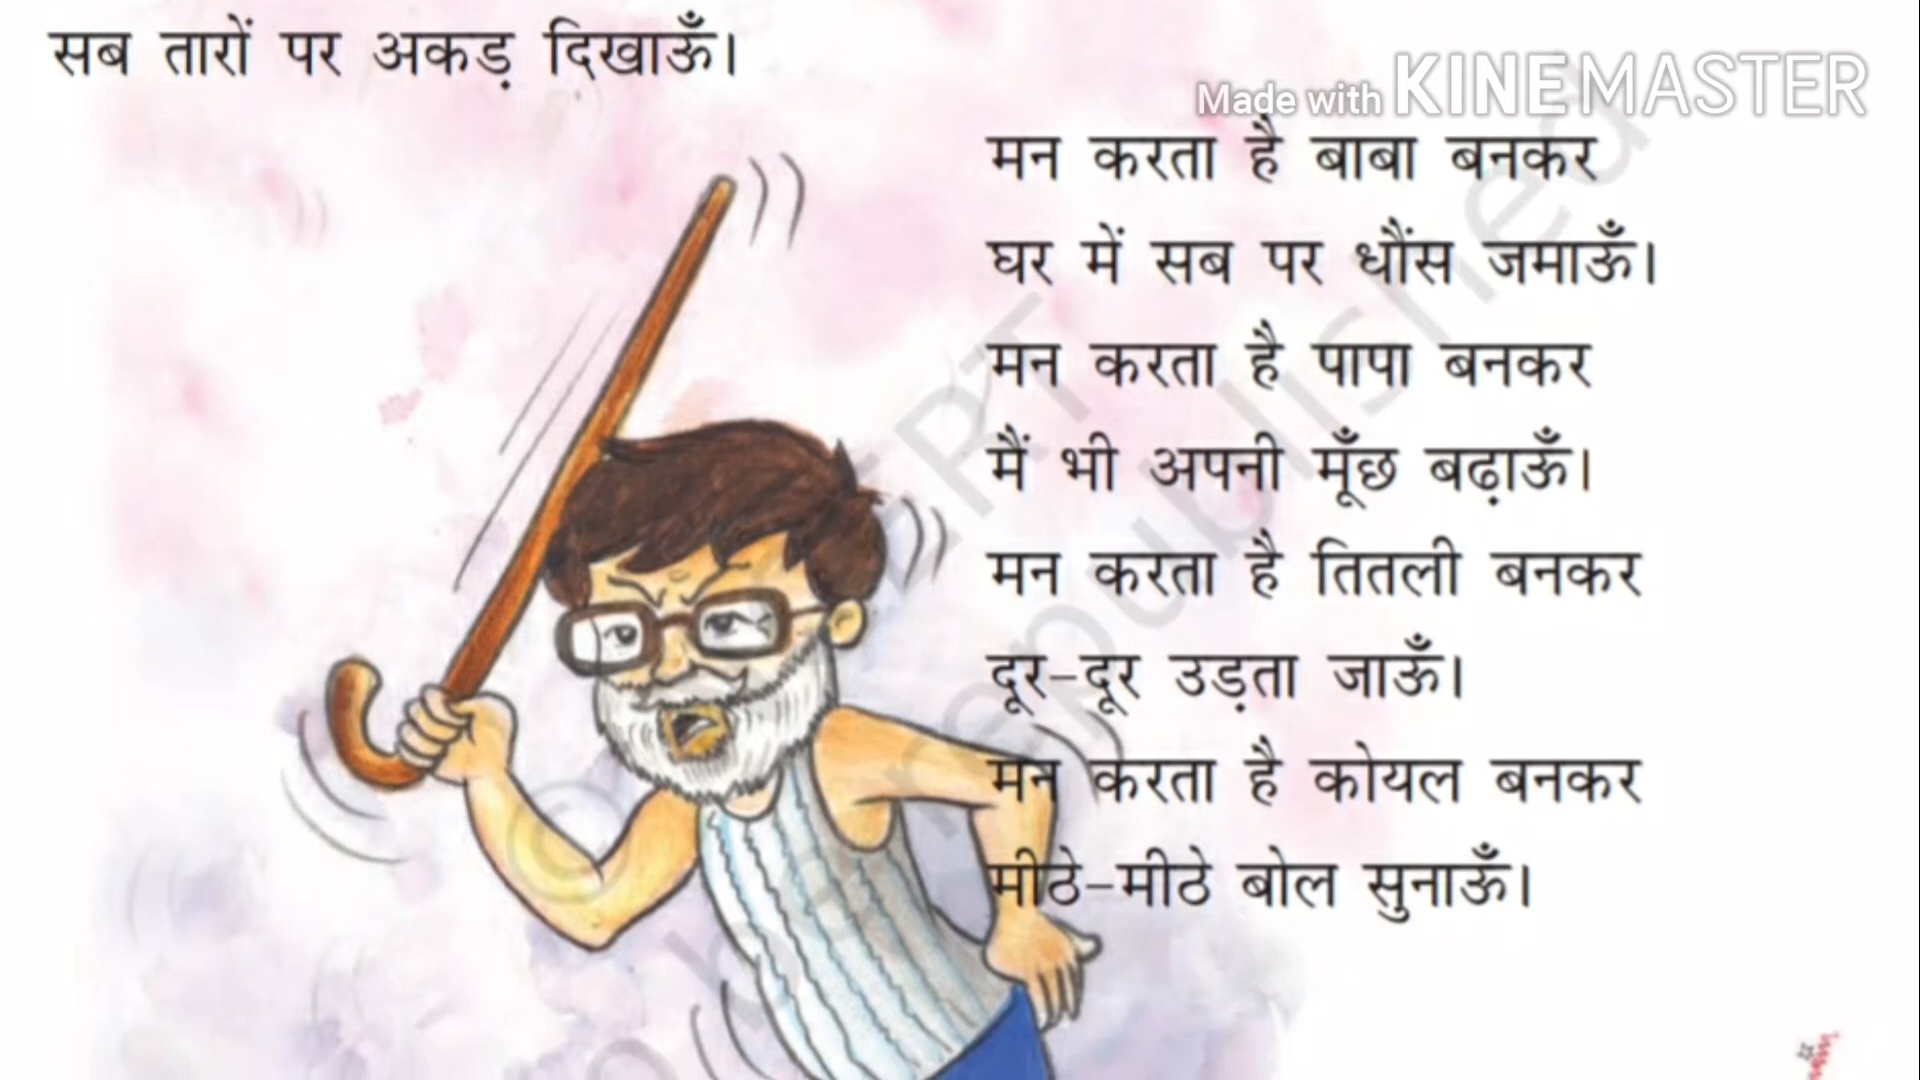 सब तारों पर अकड़ दिखाऊँ।
Made with KINEMASTER
मन करता है बाबा बनकर
घर में सब पर धौंस जमाऊँ।
मन करता है पापा बनकर
मैं भी अपनी मूँछ बढ़ाऊँ।
मन करता है तितली बनकर
दूर-दूर उड़ता जाऊँ।
मन करता है कोयल बनकर
मीठे-मीठे बोल सुनाऊँ।